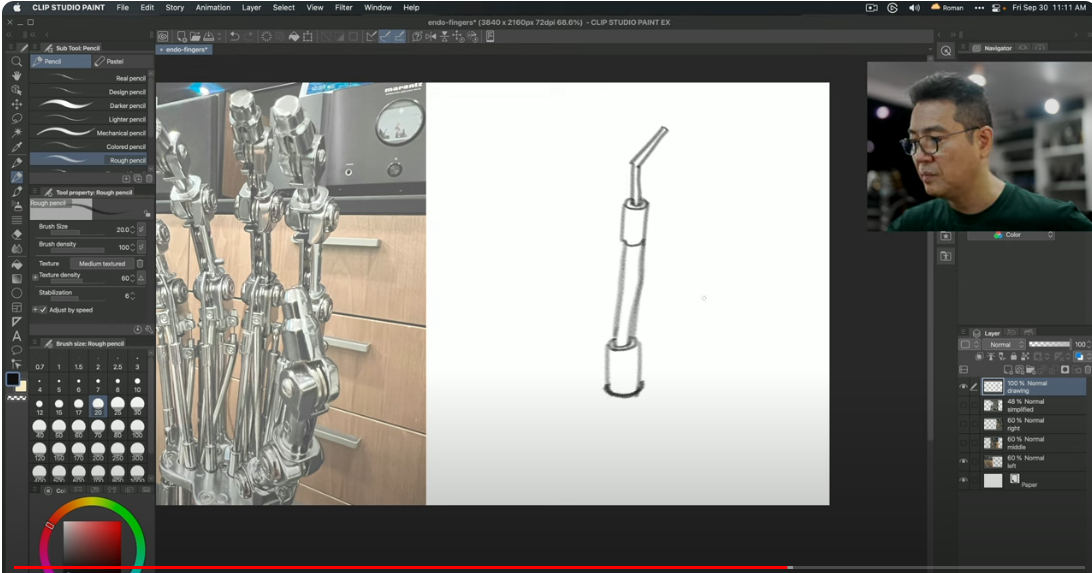 CLIP STUDIO PAINT File Edit Story Animation Layer Select View Filter Window Help
Roman Fri Sep 30 11:11 AM
endo-fingers* (3840 x 2160px 72dpi 68.6%) - CLIP STUDIO PAINT EX
Sub Tool: Pencil
endo-fingers*
Navigator
Pencil Pastel
Real pencil
Design pencil
Darker pencil
Lighter pencil
Mechanical pencil
Colored pencil
Rough pencil
marantz
Tool property: Rough pencil
Rough pencil
Brush Size 20.0
Brush density 100
Texture Medium textured
Texture density 60
Stabilization 6
Adjust by speed
Color
Brush size: Rough pencil
0.7 1 1.5 2 2.5 3
4 5 6 7 8 10
12 15 17 20 25 30
40 50 60 70 80 100
120 150 170 200 250 300
Layer
Normal 100
100 % Normal
drawing
48 % Normal
simplified
60 % Normal
right
60 % Normal
middle
60 % Normal
left
Paper